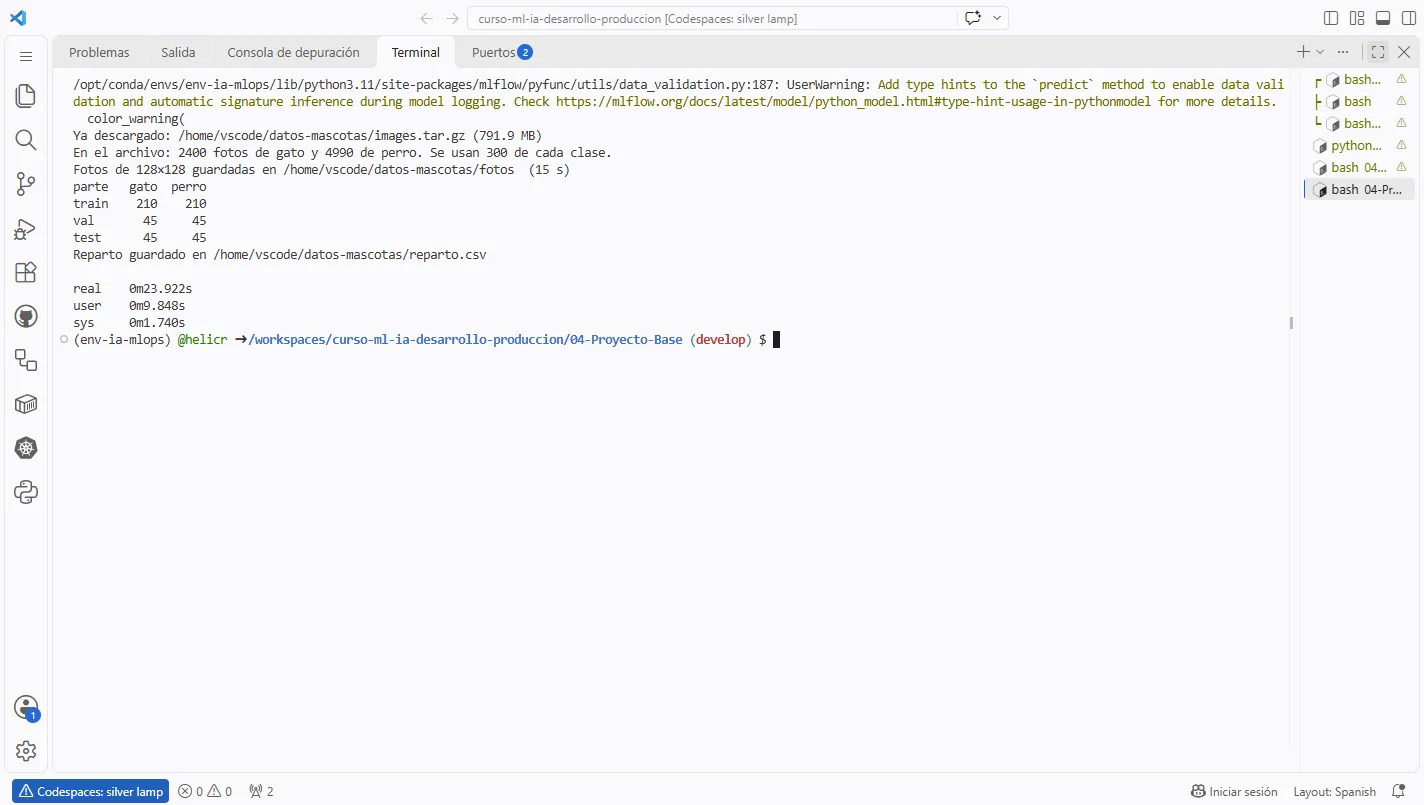 curso-ml-ia-desarrollo-produccion [Codespaces: silver lamp]
Problemas Salida Consola de depuración Terminal Puertos 2
/opt/conda/envs/env-ia-mlops/lib/python3.11/site-packages/mlflow/pyfunc/utils/data_validation.py:187: UserWarning: Add type hints to the `predict` method to enable data vali
dation and automatic signature inference during model logging. Check https://mlflow.org/docs/latest/model/python_model.html#type-hint-usage-in-pythonmodel for more details.
color_warning(
Ya descargado: /home/vscode/datos-mascotas/images.tar.gz (791.9 MB)
En el archivo: 2400 fotos de gato y 4990 de perro. Se usan 300 de cada clase.
Fotos de 128×128 guardadas en /home/vscode/datos-mascotas/fotos (15 s)
parte gato perro
train 210 210
val 45 45
test 45 45
Reparto guardado en /home/vscode/datos-mascotas/reparto.csv
real 0m23.922s
user 0m9.848s
sys 0m1.740s
(env-ia-mlops) @helicr ➜/workspaces/curso-ml-ia-desarrollo-produccion/04-Proyecto-Base (develop) $
bash...
bash
bash...
python...
bash 04...
bash 04-Pr...
1
Codespaces: silver lamp 0 0 2
Iniciar sesión Layout: Spanish